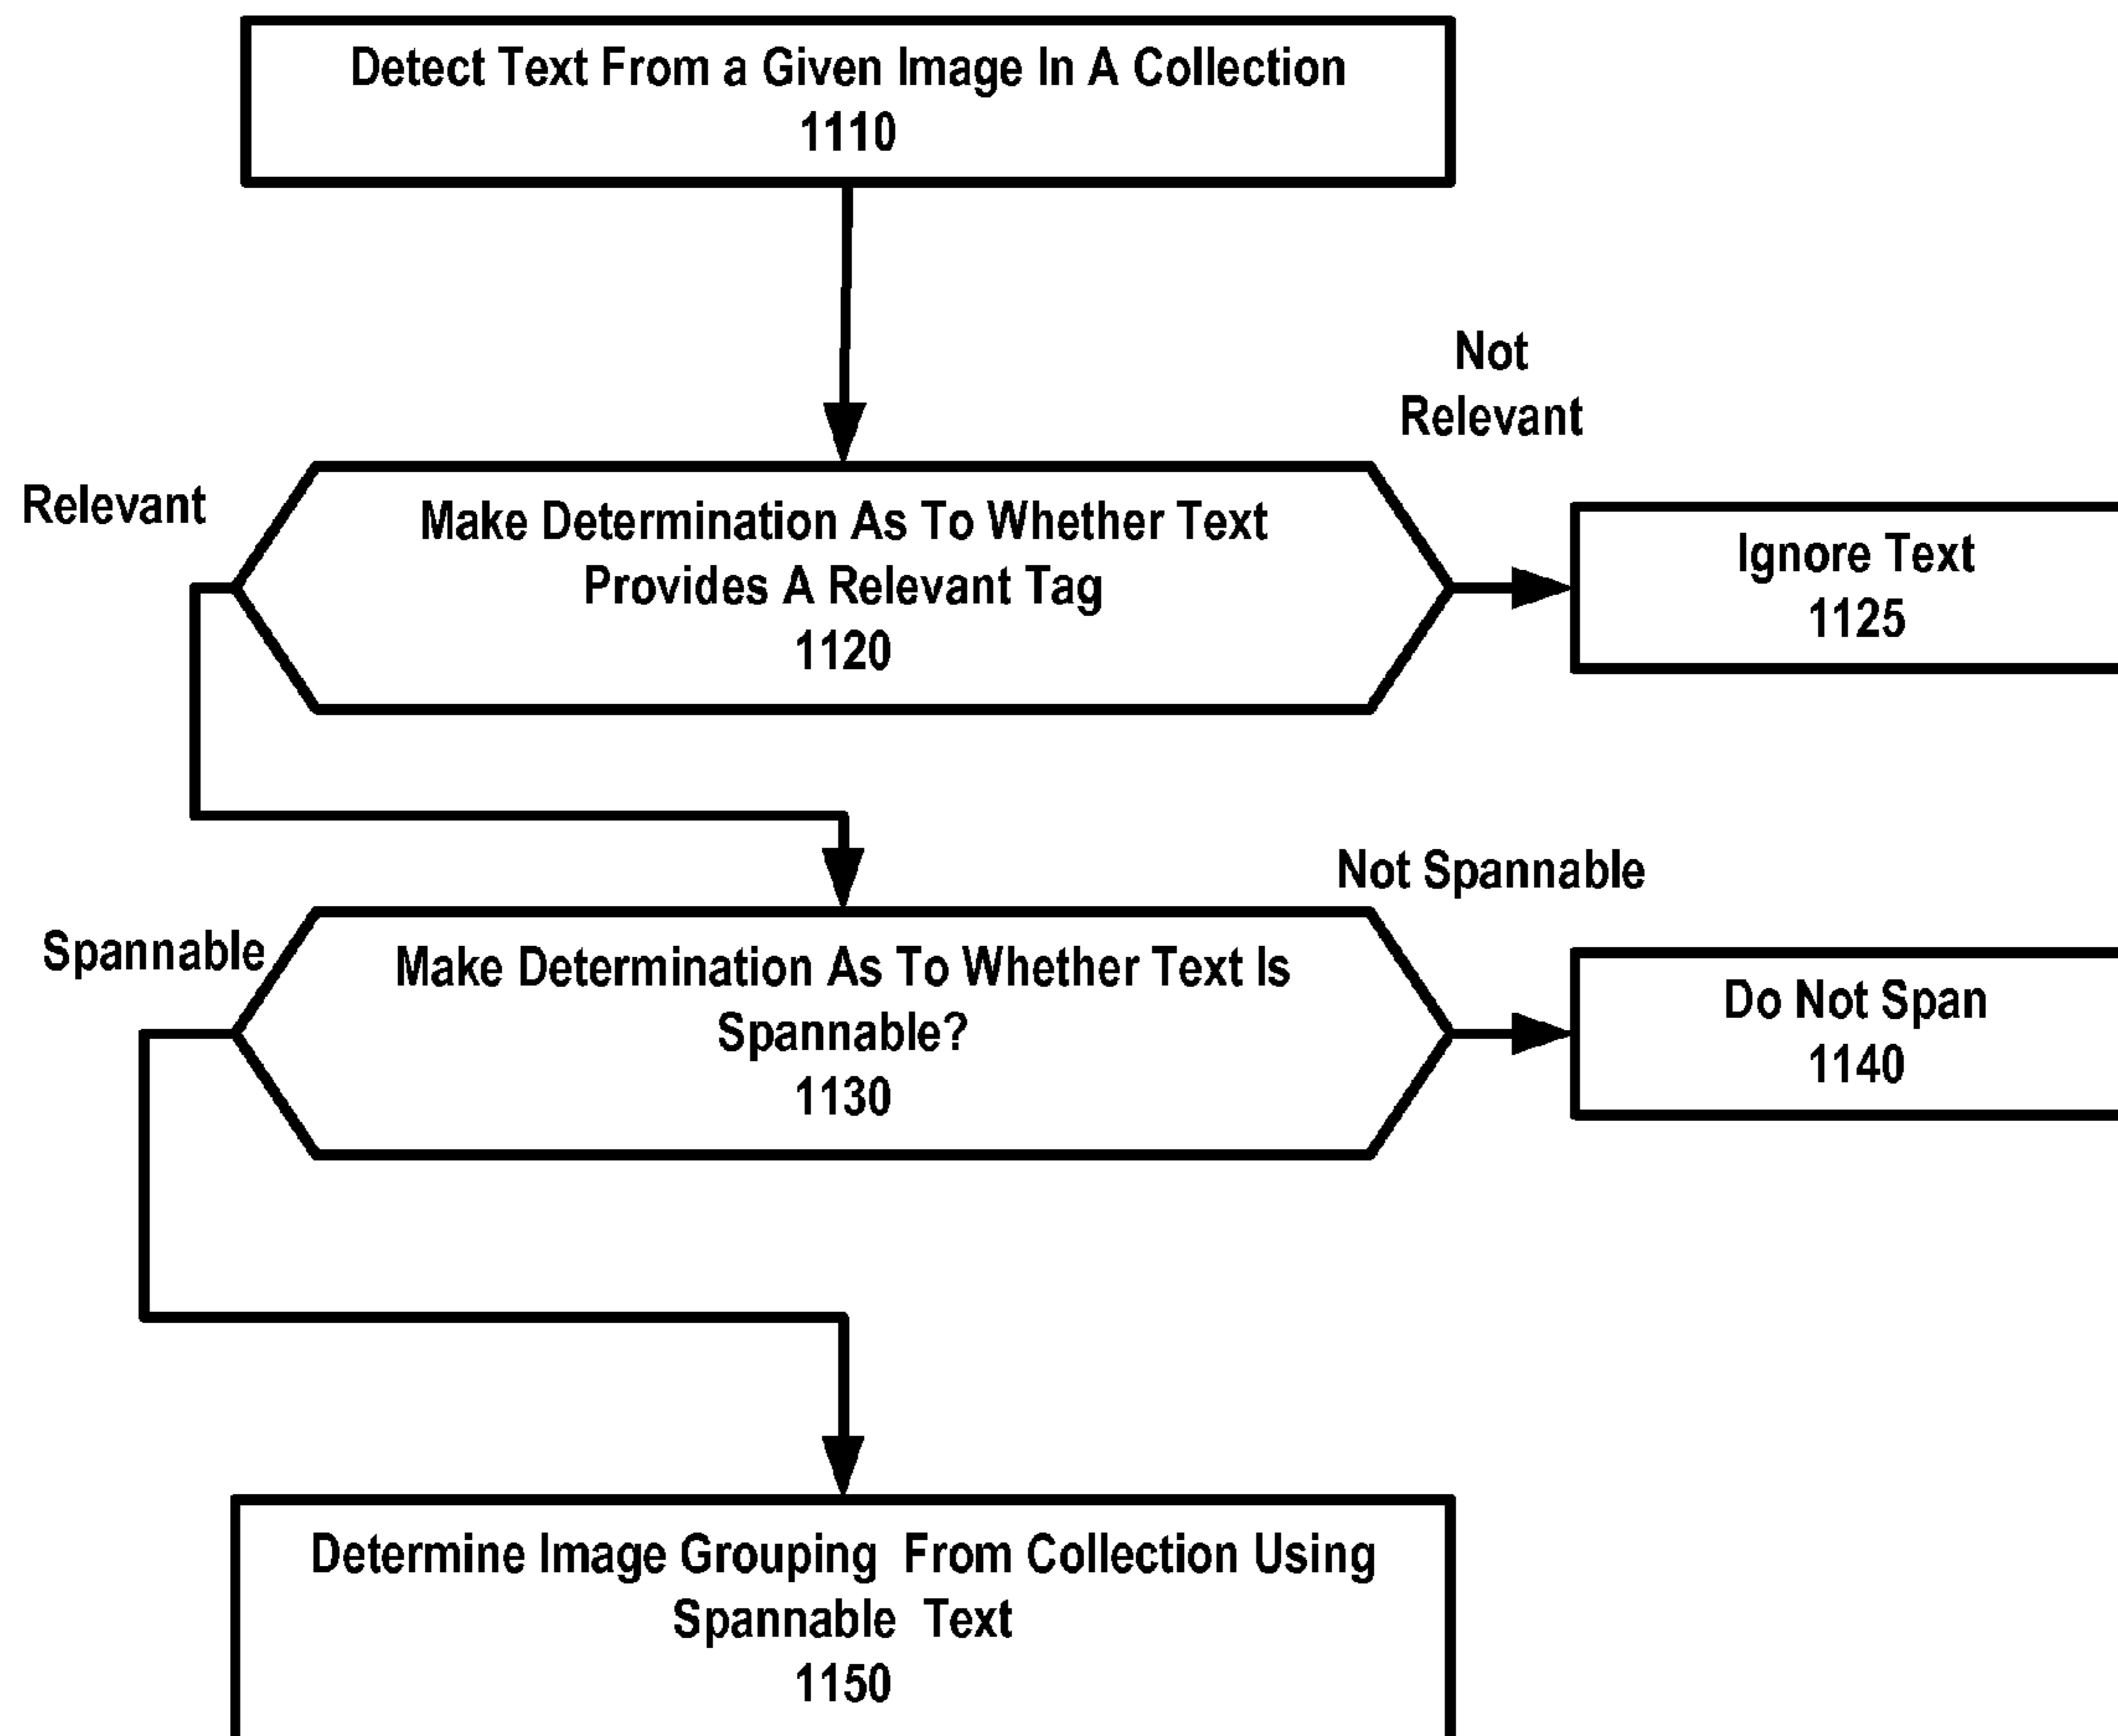 Detect Text From a Given Image In A Collection
1110
Not
Relevant
Relevant
Make Determination As To Whether Text
Provides A Relevant Tag
1120
Ignore Text
1125
Not Spannable
Spannable
Make Determination As To Whether Text Is
Spannable?
1130
Do Not Span
1140
Determine Image Grouping From Collection Using
Spannable Text
1150